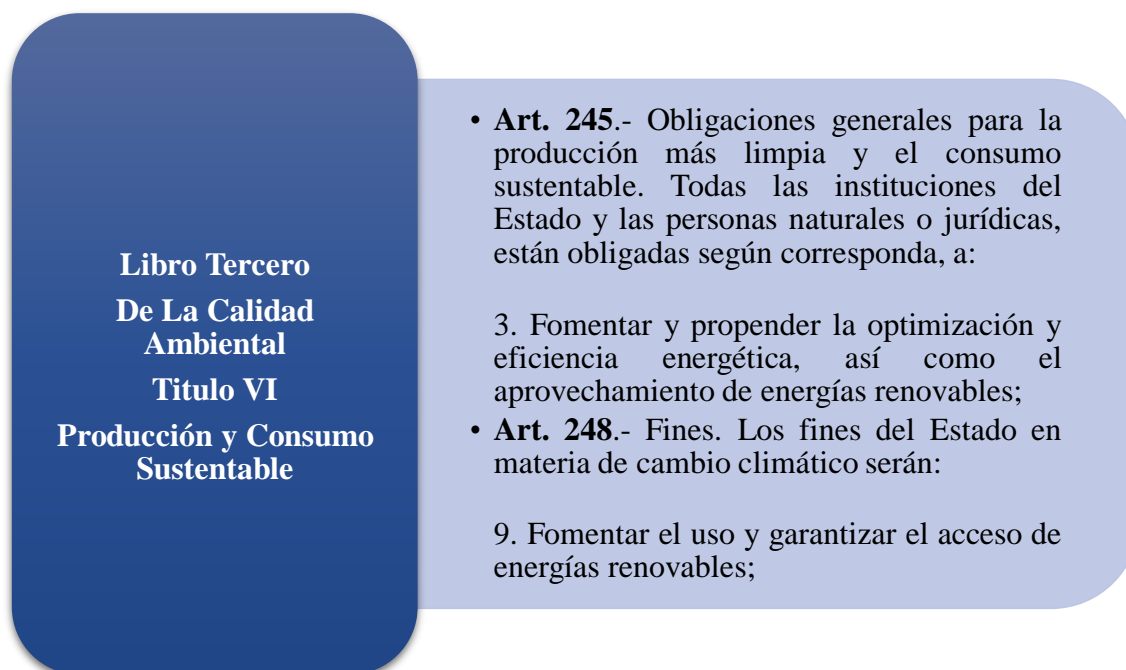 Libro Tercero
De La Calidad
Ambiental
Titulo VI
Producción y Consumo
Sustentable
• Art. 245.- Obligaciones generales para la
producción más limpia y el consumo
sustentable. Todas las instituciones del
Estado y las personas naturales o jurídicas,
están obligadas según corresponda, a:
3. Fomentar y propender la optimización y
eficiencia energética, así como el
aprovechamiento de energías renovables;
• Art. 248.- Fines. Los fines del Estado en
materia de cambio climático serán:
9. Fomentar el uso y garantizar el acceso de
energías renovables;